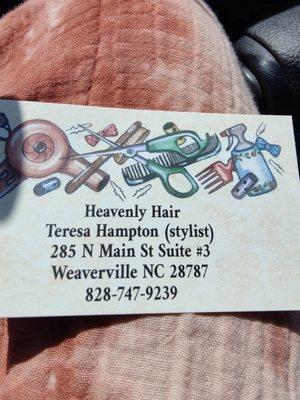 Heavenly Hair
Teresa Hampton (stylist)
285 N Main St Suite #3
Weaverville NC 28787
828-747-9239